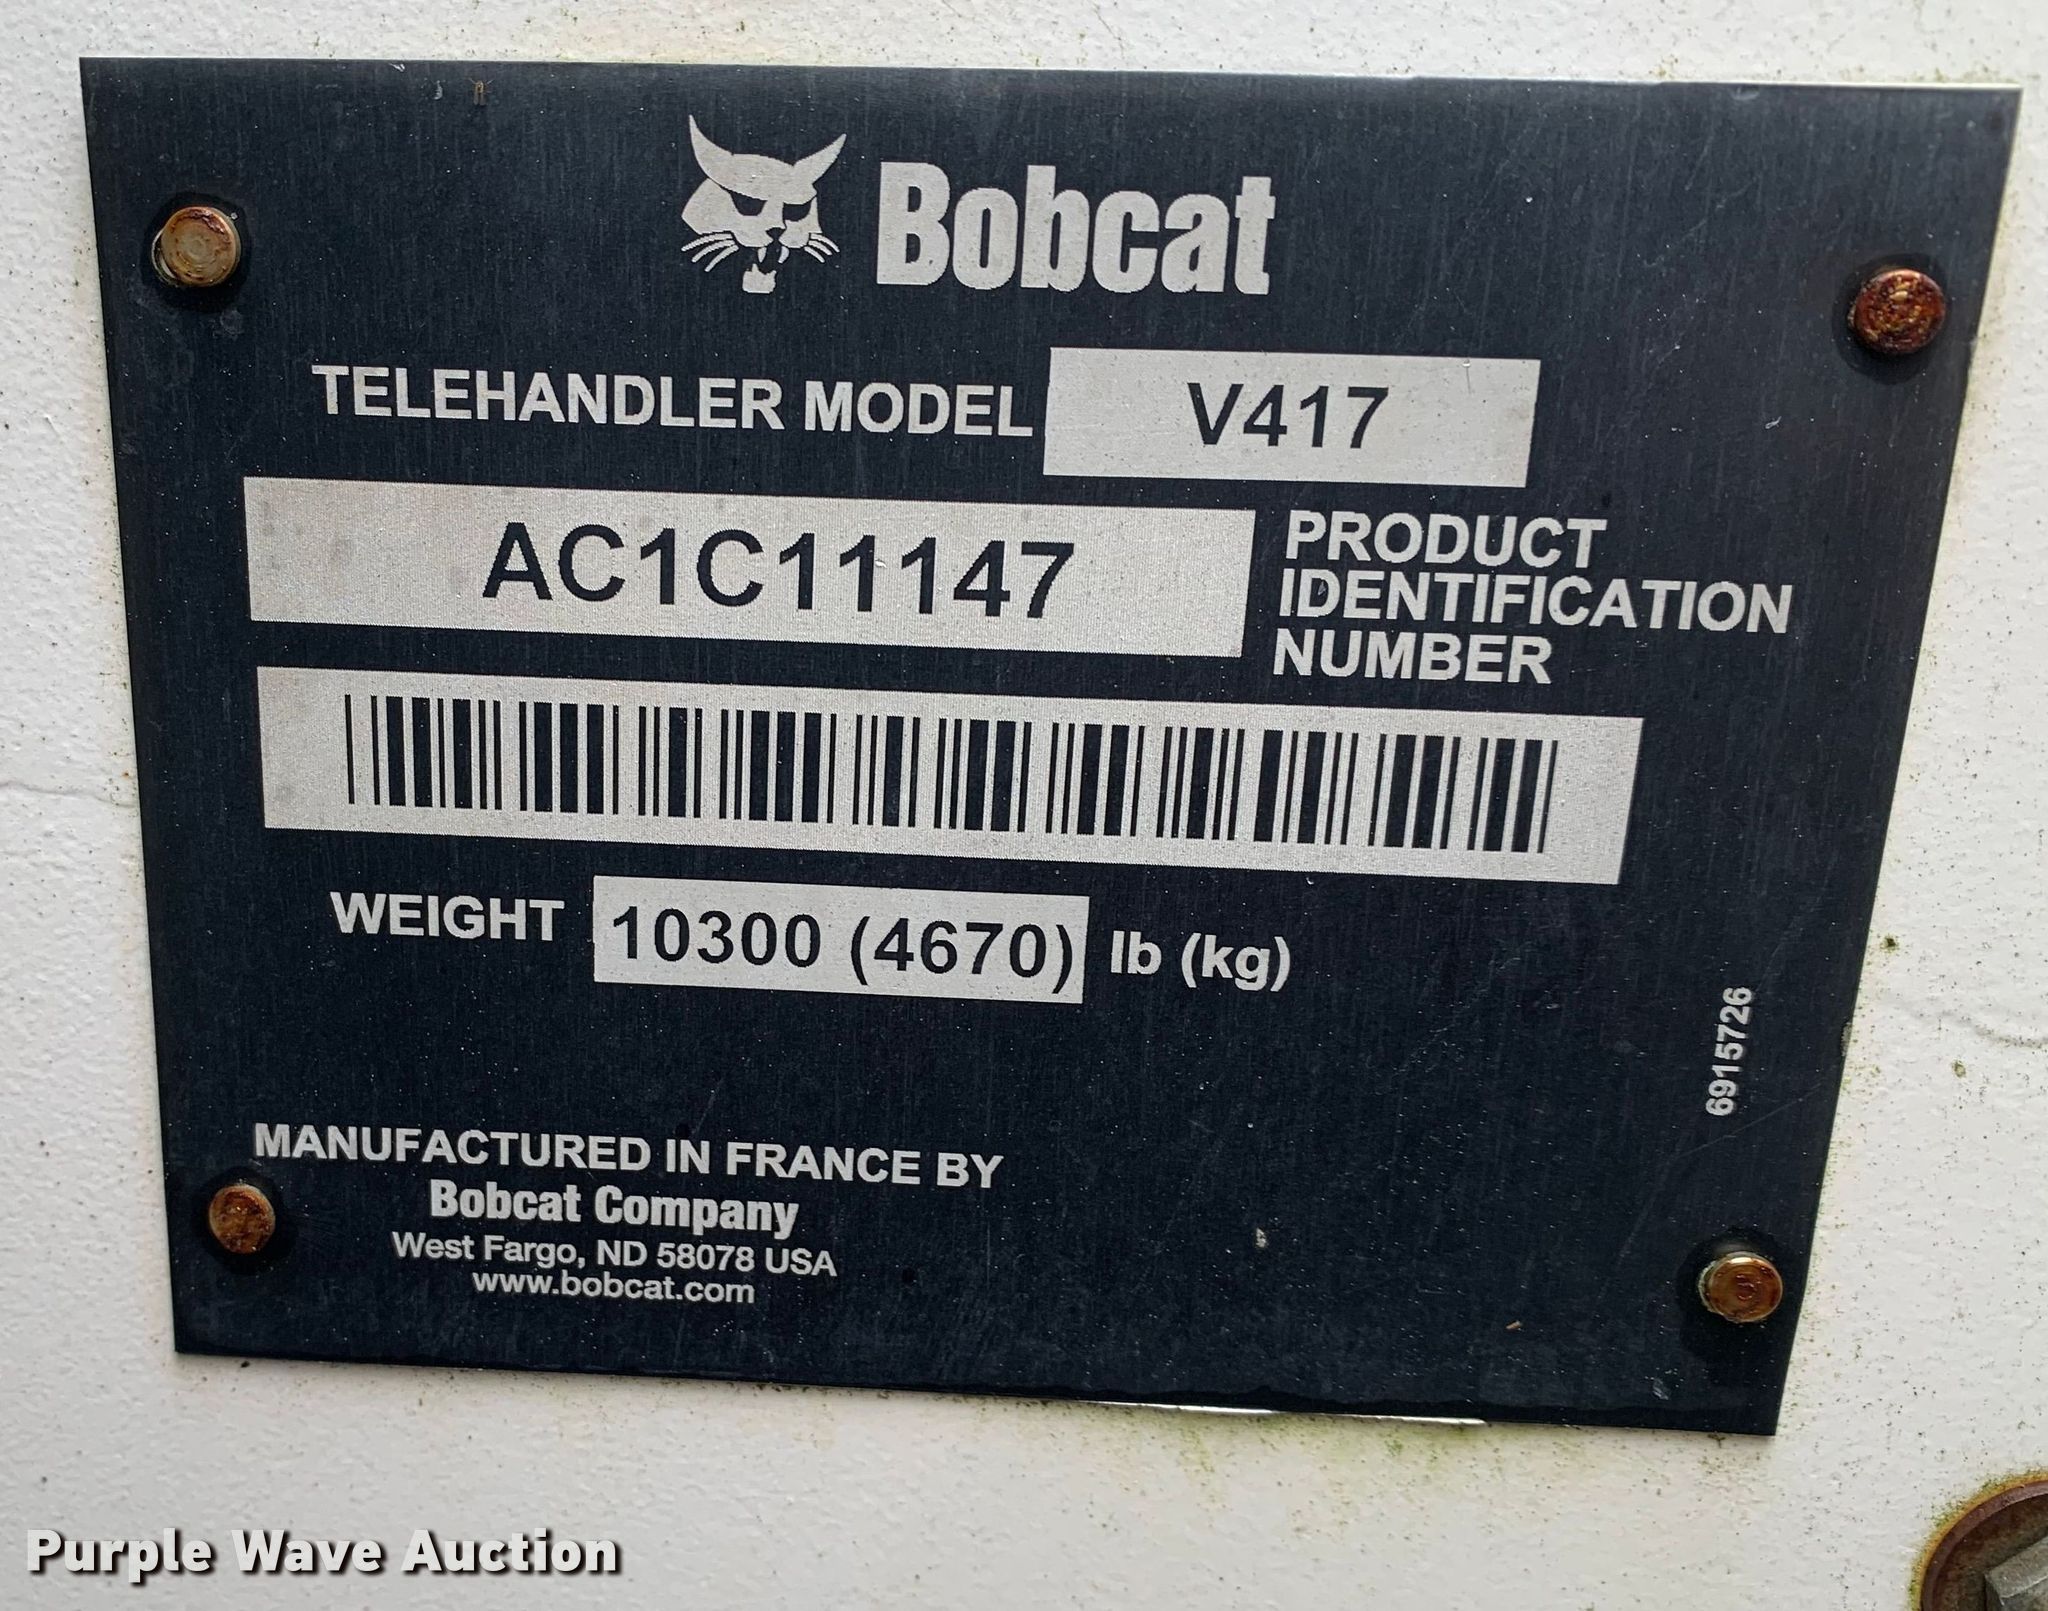 Bobcat
TELEHANDLER MODEL V417
AC1C11147
PRODUCT
IDENTIFICATION
NUMBER
WEIGHT 10300 (4670) lb (kg)
6915726
MANUFACTURED IN FRANCE BY
Bobcat Company
West Fargo, ND 58078 USA
www.bobcat.com
Purple Wave Auction